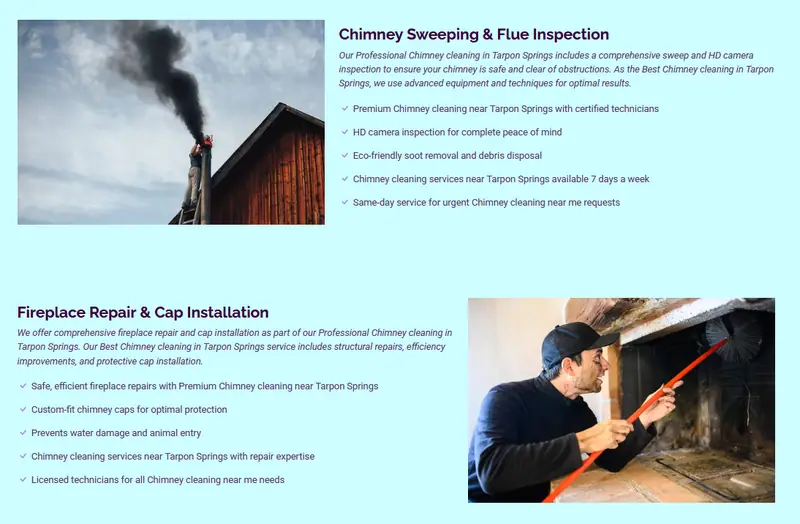 Chimney Sweeping & Flue Inspection
Our Professional Chimney cleaning in Tarpon Springs includes a comprehensive sweep and HD camera
inspection to ensure your chimney is safe and clear of obstructions. As the Best Chimney cleaning in Tarpon
Springs, we use advanced equipment and techniques for optimal results.
Premium Chimney cleaning near Tarpon Springs with certified technicians
HD camera inspection for complete peace of mind
Eco-friendly soot removal and debris disposal
Chimney cleaning services near Tarpon Springs available 7 days a week
Same-day service for urgent Chimney cleaning near me requests
Fireplace Repair & Cap Installation
We offer comprehensive fireplace repair and cap installation as part of our Professional Chimney cleaning in
Tarpon Springs. Our Best Chimney cleaning in Tarpon Springs service includes structural repairs, efficiency
improvements, and protective cap installation.
Safe, efficient fireplace repairs with Premium Chimney cleaning near Tarpon Springs
Custom-fit chimney caps for optimal protection
Prevents water damage and animal entry
Chimney cleaning services near Tarpon Springs with repair expertise
Licensed technicians for all Chimney cleaning near me needs